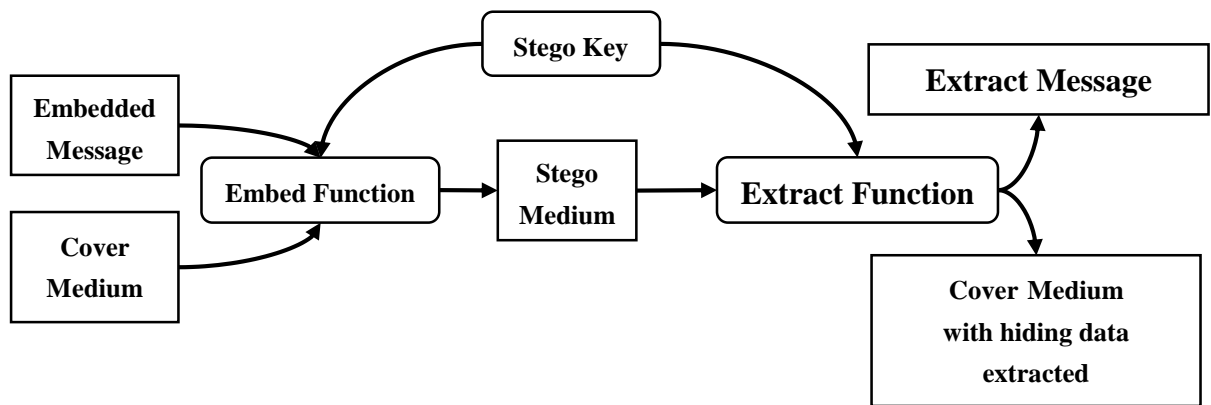 Stego Key
Extract Message
Embedded
Message
Embed Function
Stego
Medium
Extract Function
Cover
Medium
Cover Medium
with hiding data
extracted